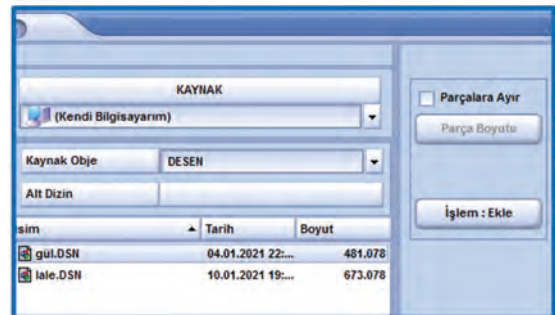 KAYNAK
(Kendi Bilgisayarım)
Parçalara Ayır
Parça Boyutu
Kaynak Obje DESEN
Alt Dizin
İşlem : Ekle
sim Tarih Boyut
gül.DSN 04.01.2021 22:... 481.078
lale.DSN 10.01.2021 19:... 673.078